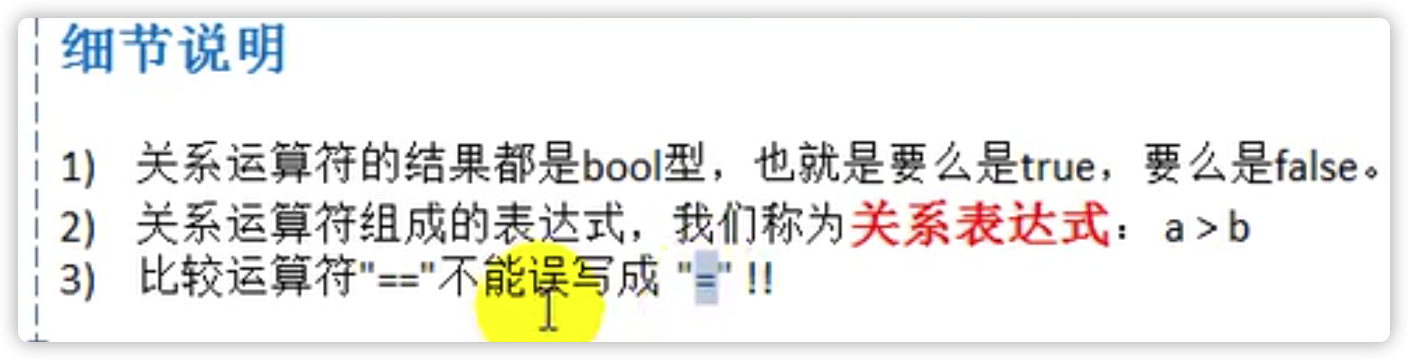 细节说明
1) 关系运算符的结果都是bool型，也就是要么是true，要么是false。
2) 关系运算符组成的表达式，我们称为关系表达式： a > b
3) 比较运算符"=="不能误写成 "=" !!